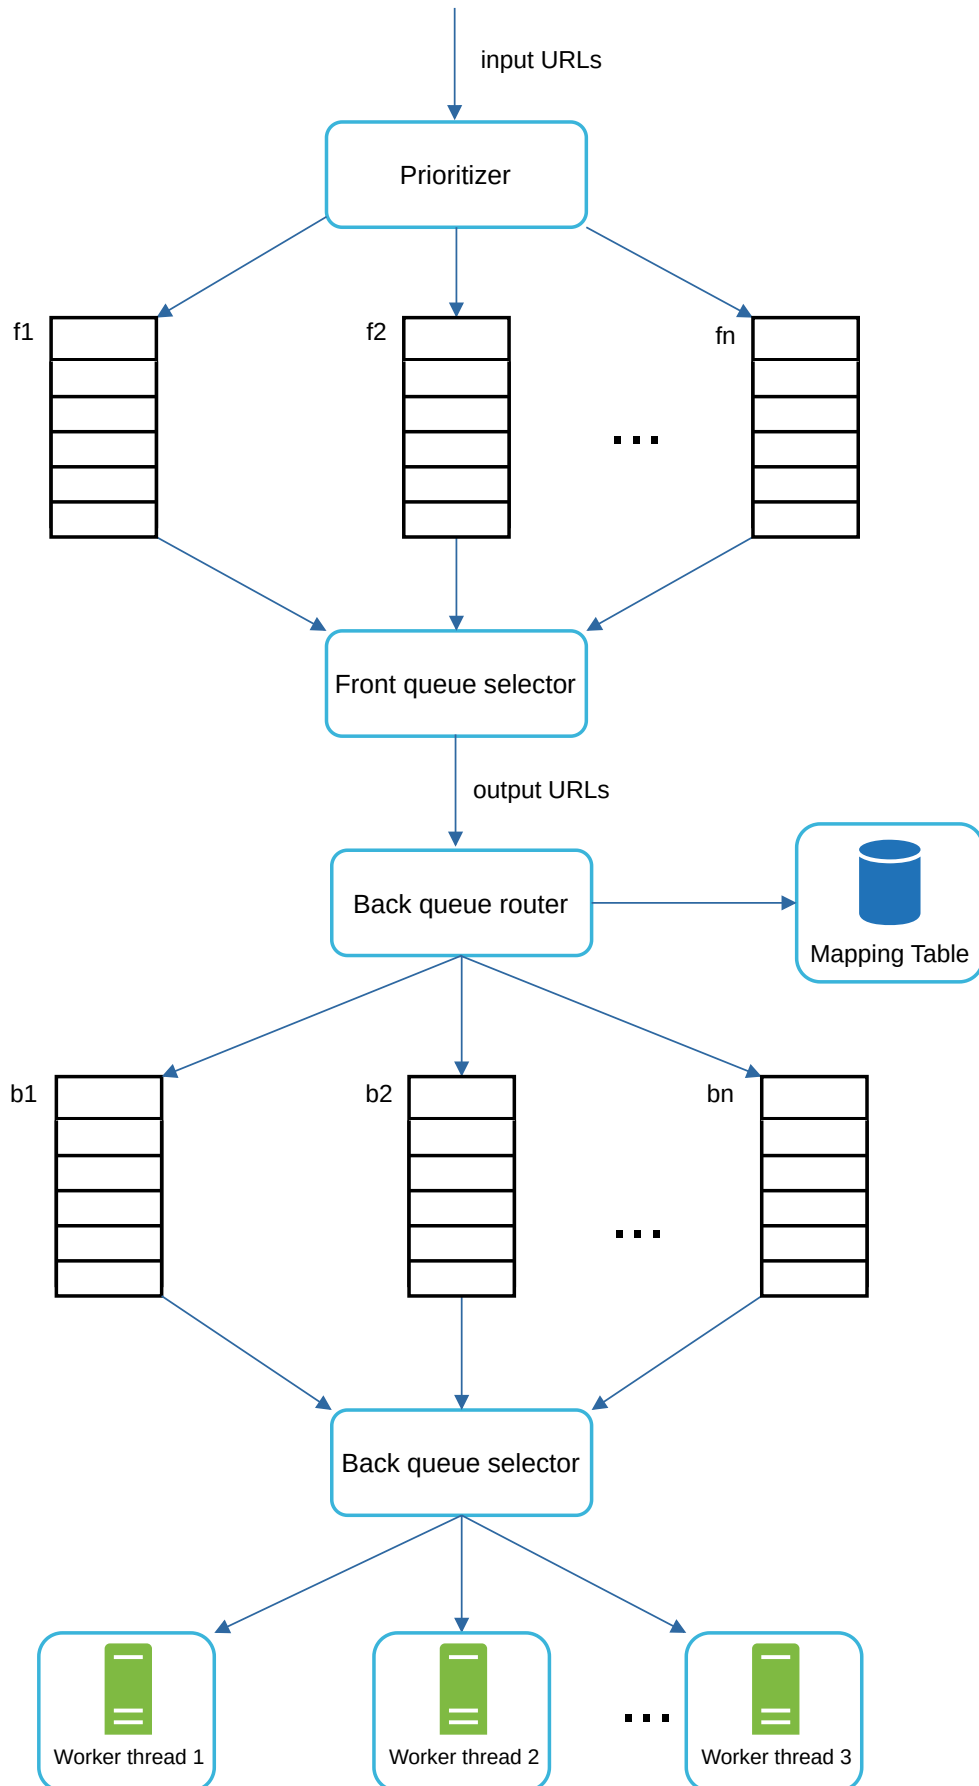 input URLs
Prioritizer
f1
f2
fn
...
Front queue selector
output URLs
Back queue router
Mapping Table
b1
b2
bn
...
Back queue selector
...
Worker thread 1
Worker thread 2
Worker thread 3